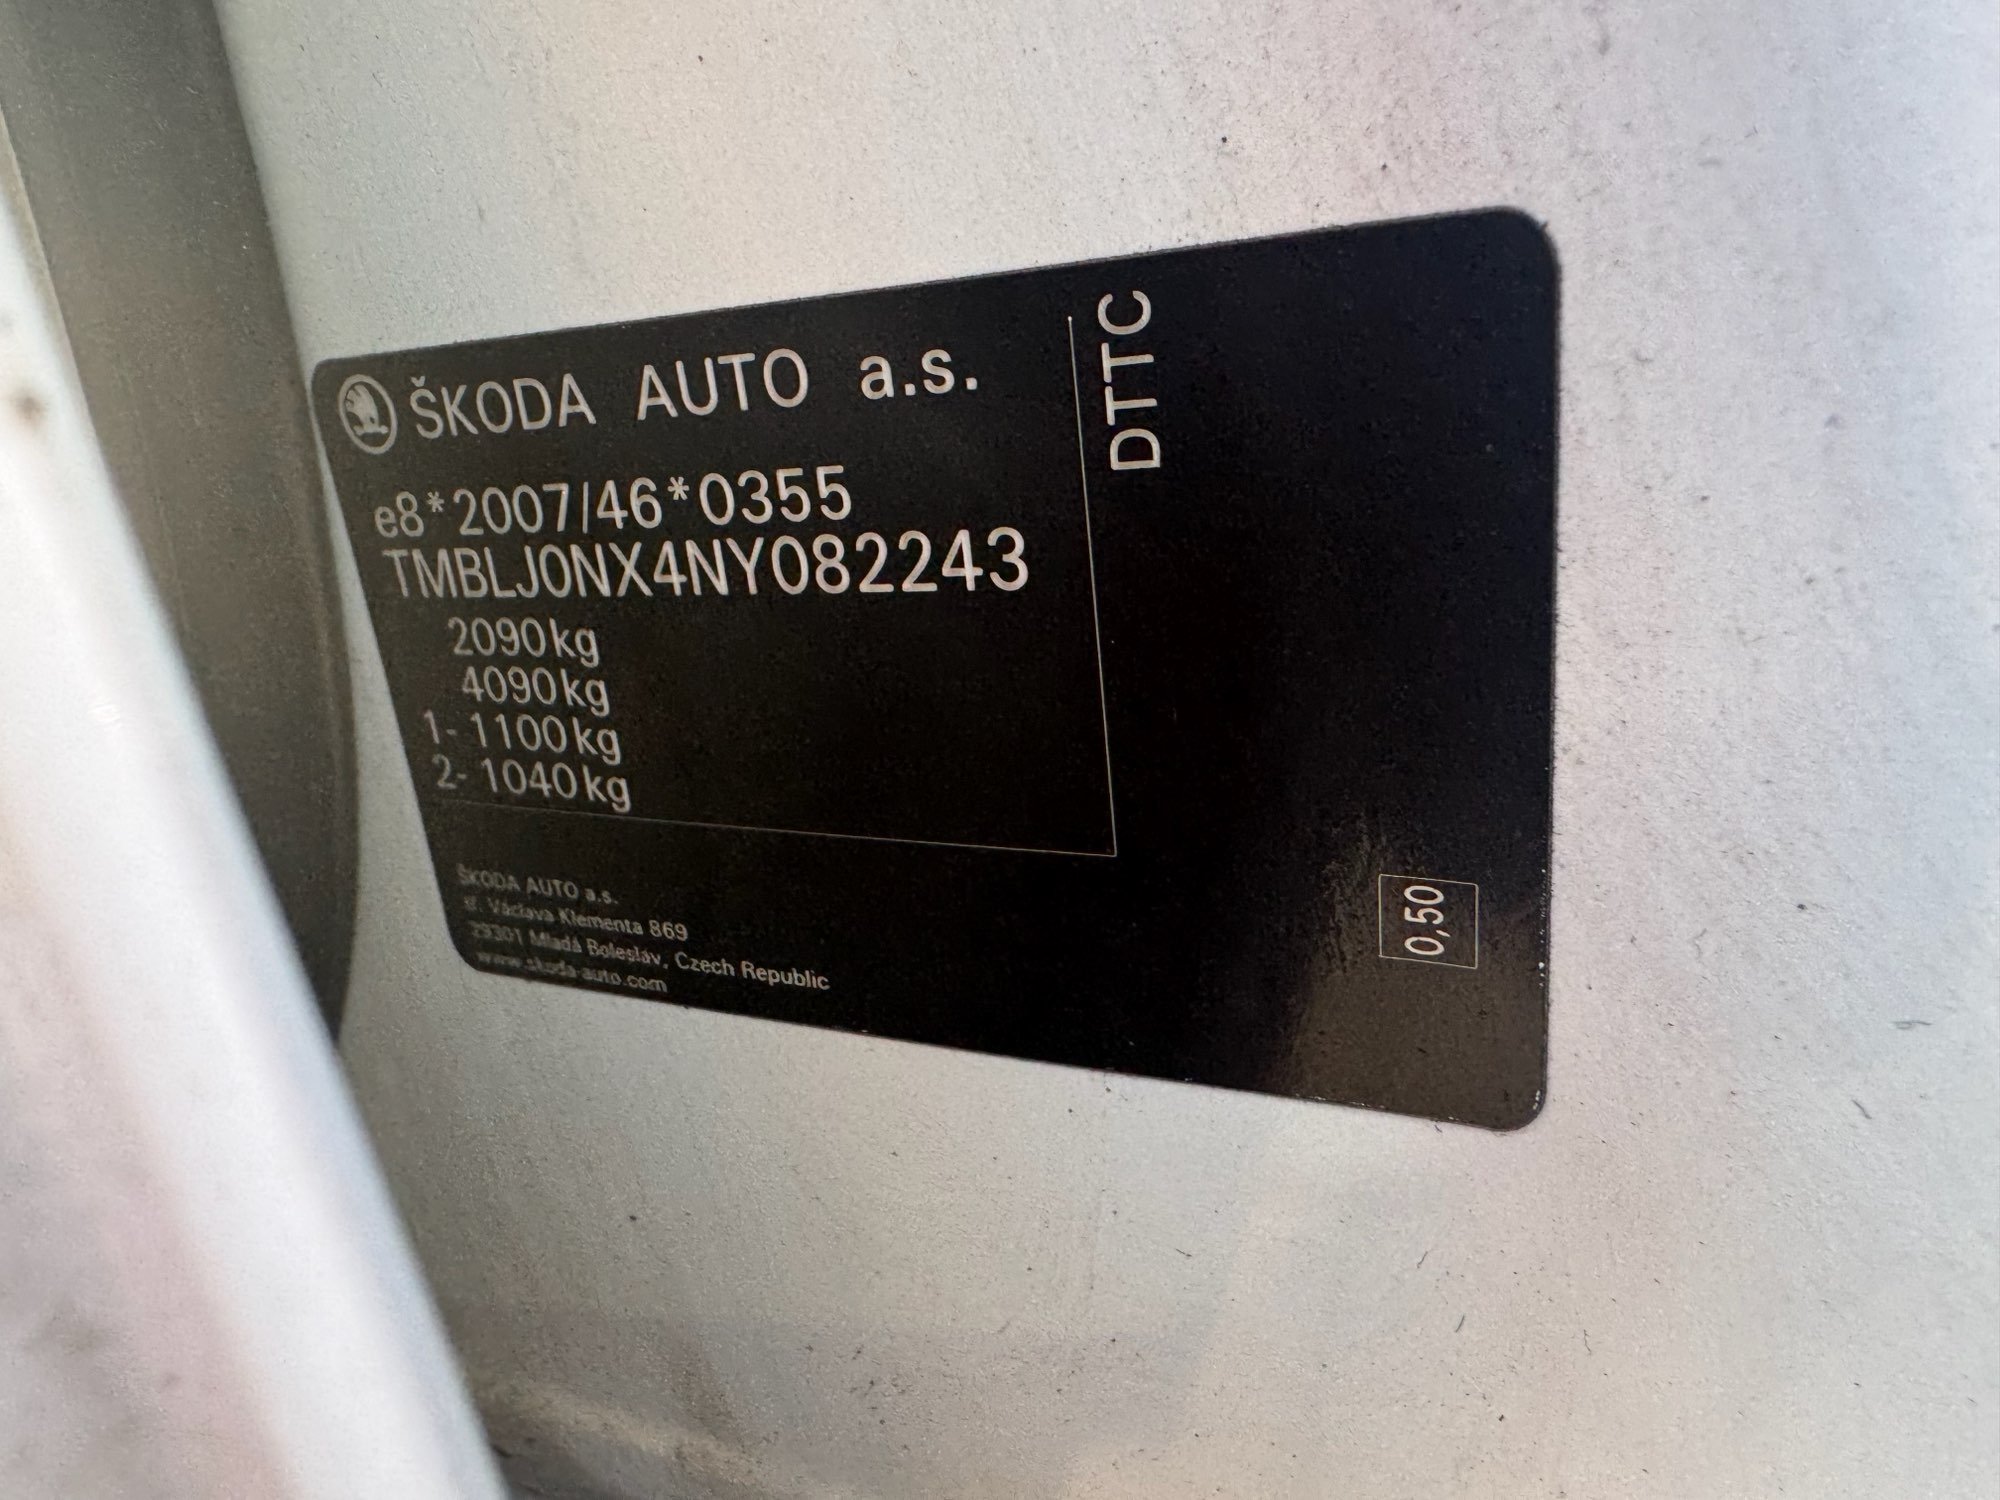 ŠKODA AUTO a.s.
e8*2007/46*0355
TMBLJ0NX4NY082243
2090kg
4090kg
1- 1100kg
2- 1040kg
DTTC
ŠKODA AUTO a.s.
tř. Václava Klementa 869
29301 Mladá Boleslav, Czech Republic
www.skoda-auto.com
0,50